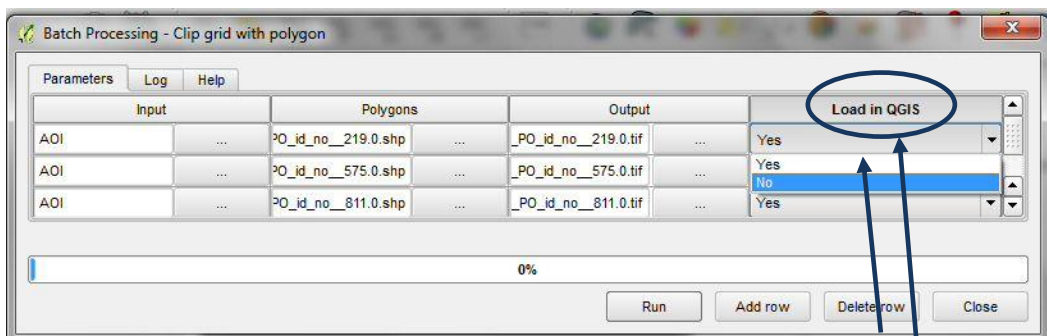 Batch Processing - Clip grid with polygon
Parameters Log Help
Input Polygons Output Load in QGIS
AOI ... PO_id_no__219.0.shp ... _PO_id_no__219.0.tif ... Yes
AOI ... PO_id_no__575.0.shp ... _PO_id_no__575.0.tif ... Yes
No
AOI ... PO_id_no__811.0.shp ... _PO_id_no__811.0.tif ... Yes
0%
Run Add row Delete row Close